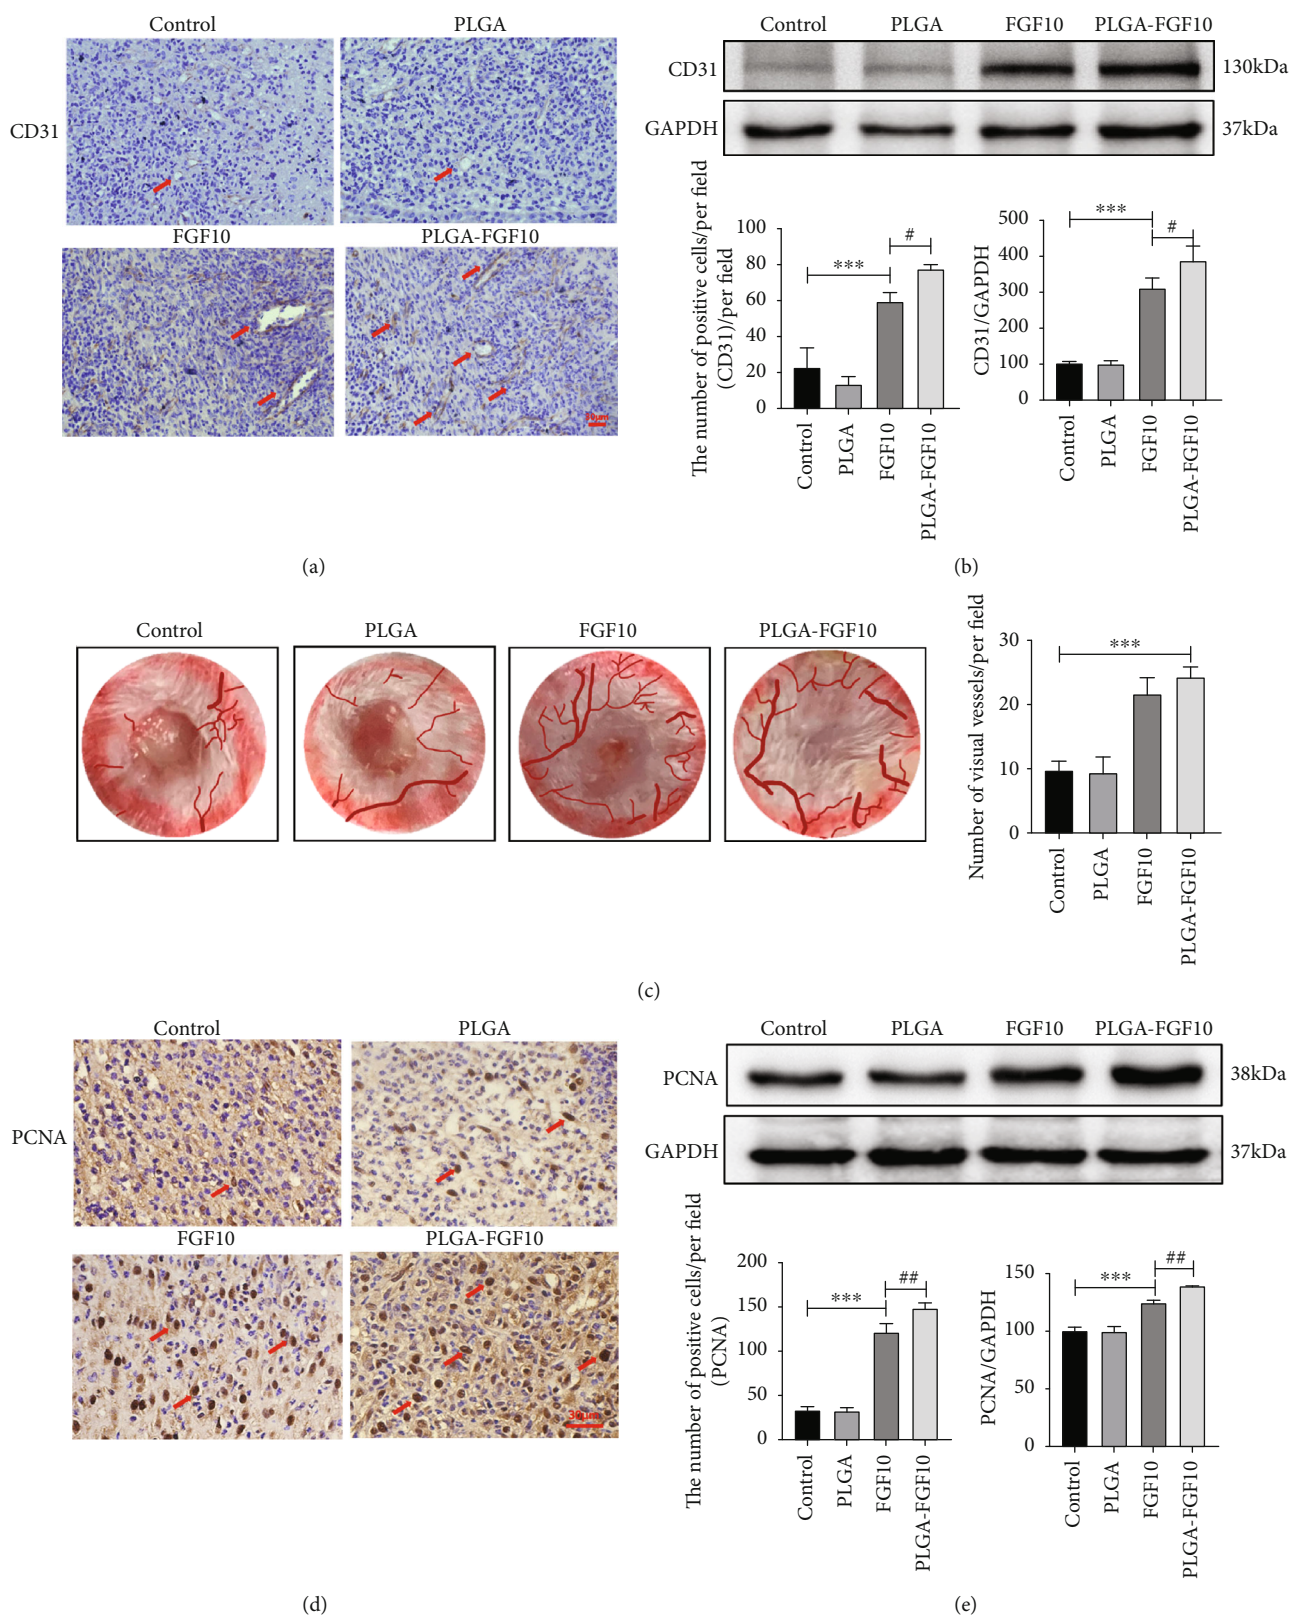 Control
PLGA
CD31
FGF10
PLGA-FGF10
30μm
(a)
Control PLGA FGF10 PLGA-FGF10
CD31 130kDa
GAPDH 37kDa
The number of positive cells/per field
(CD31)/per field
100
80
60
40
20
0
***
#
Control
PLGA
FGF10
PLGA-FGF10
CD31/GAPDH
500
400
300
200
100
0
***
#
Control
PLGA
FGF10
PLGA-FGF10
(b)
Control
PLGA
FGF10
PLGA-FGF10
Number of visual vessels/per field
30
20
10
0
***
Control
PLGA
FGF10
PLGA-FGF10
(c)
Control
PLGA
PCNA
FGF10
PLGA-FGF10
30μm
(d)
Control PLGA FGF10 PLGA-FGF10
PCNA 38kDa
GAPDH 37kDa
The number of positive cells/per field
(PCNA)
200
150
100
50
0
***
##
Control
PLGA
FGF10
PLGA-FGF10
PCNA/GAPDH
150
100
50
0
***
##
Control
PLGA
FGF10
PLGA-FGF10
(e)